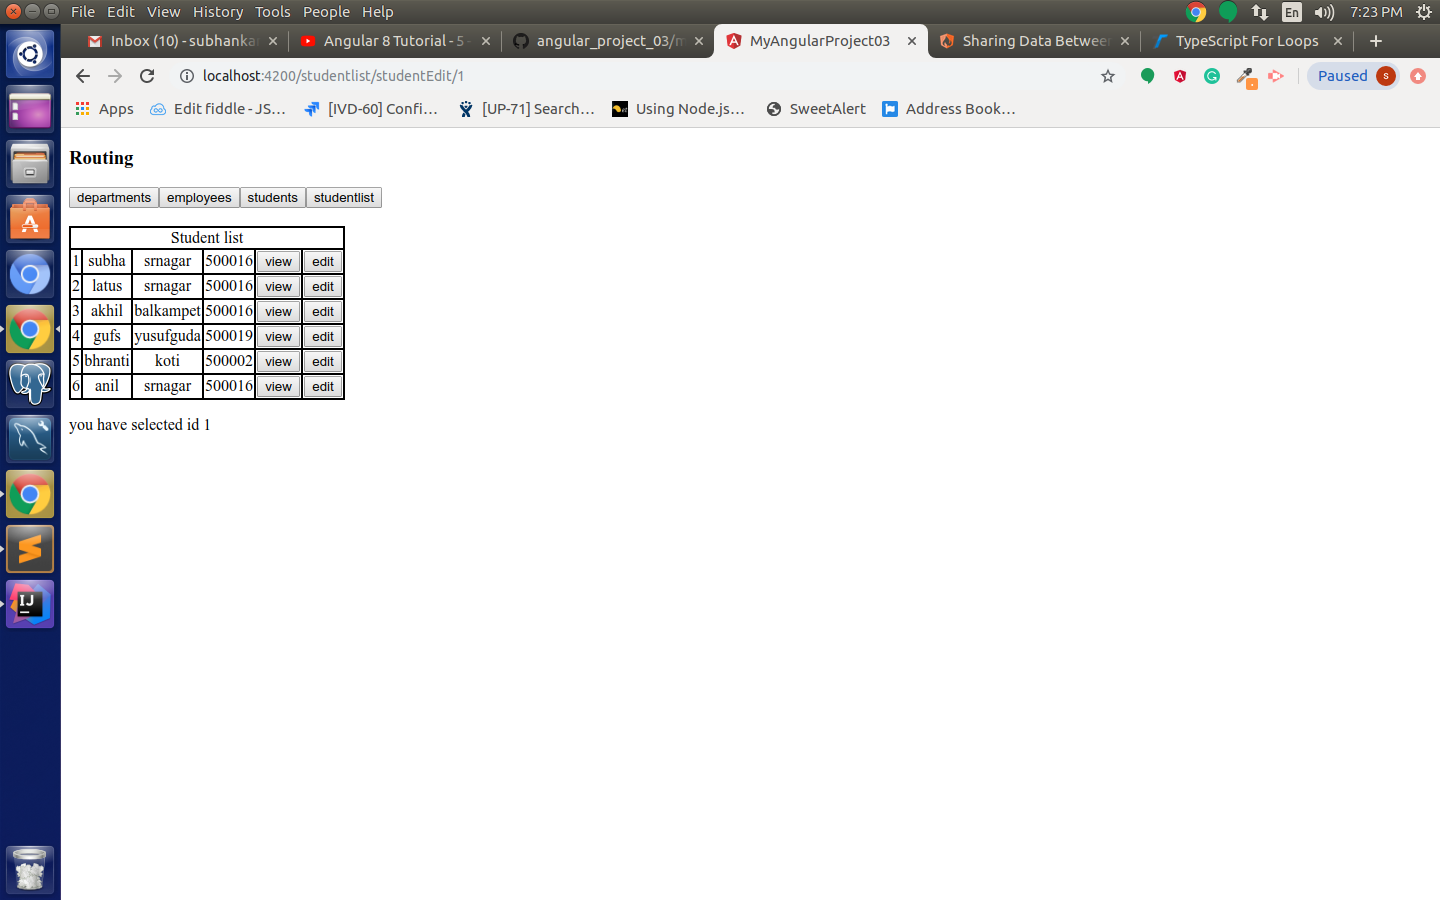 File Edit View History Tools People Help
En 7:23 PM
Inbox (10) - subhankar
Angular 8 Tutorial - 5 -
angular_project_03/m
MyAngularProject03
Sharing Data Between
TypeScript For Loops
localhost:4200/studentlist/studentEdit/1
Paused s
Apps Edit fiddle - JS... [IVD-60] Confi... [UP-71] Search... Using Node.js... SweetAlert Address Book...
Routing
departments employees students studentlist
Student list
1 subha srnagar 500016 view edit
2 latus srnagar 500016 view edit
3 akhil balkampet 500016 view edit
4 gufs yusufguda 500019 view edit
5 bhranti koti 500002 view edit
6 anil srnagar 500016 view edit
you have selected id 1
IJ